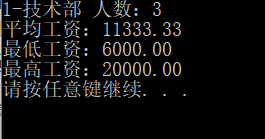 1-技术部 人数：3
平均工资：11333.33
最低工资：6000.00
最高工资：20000.00
请按任意键继续. . .